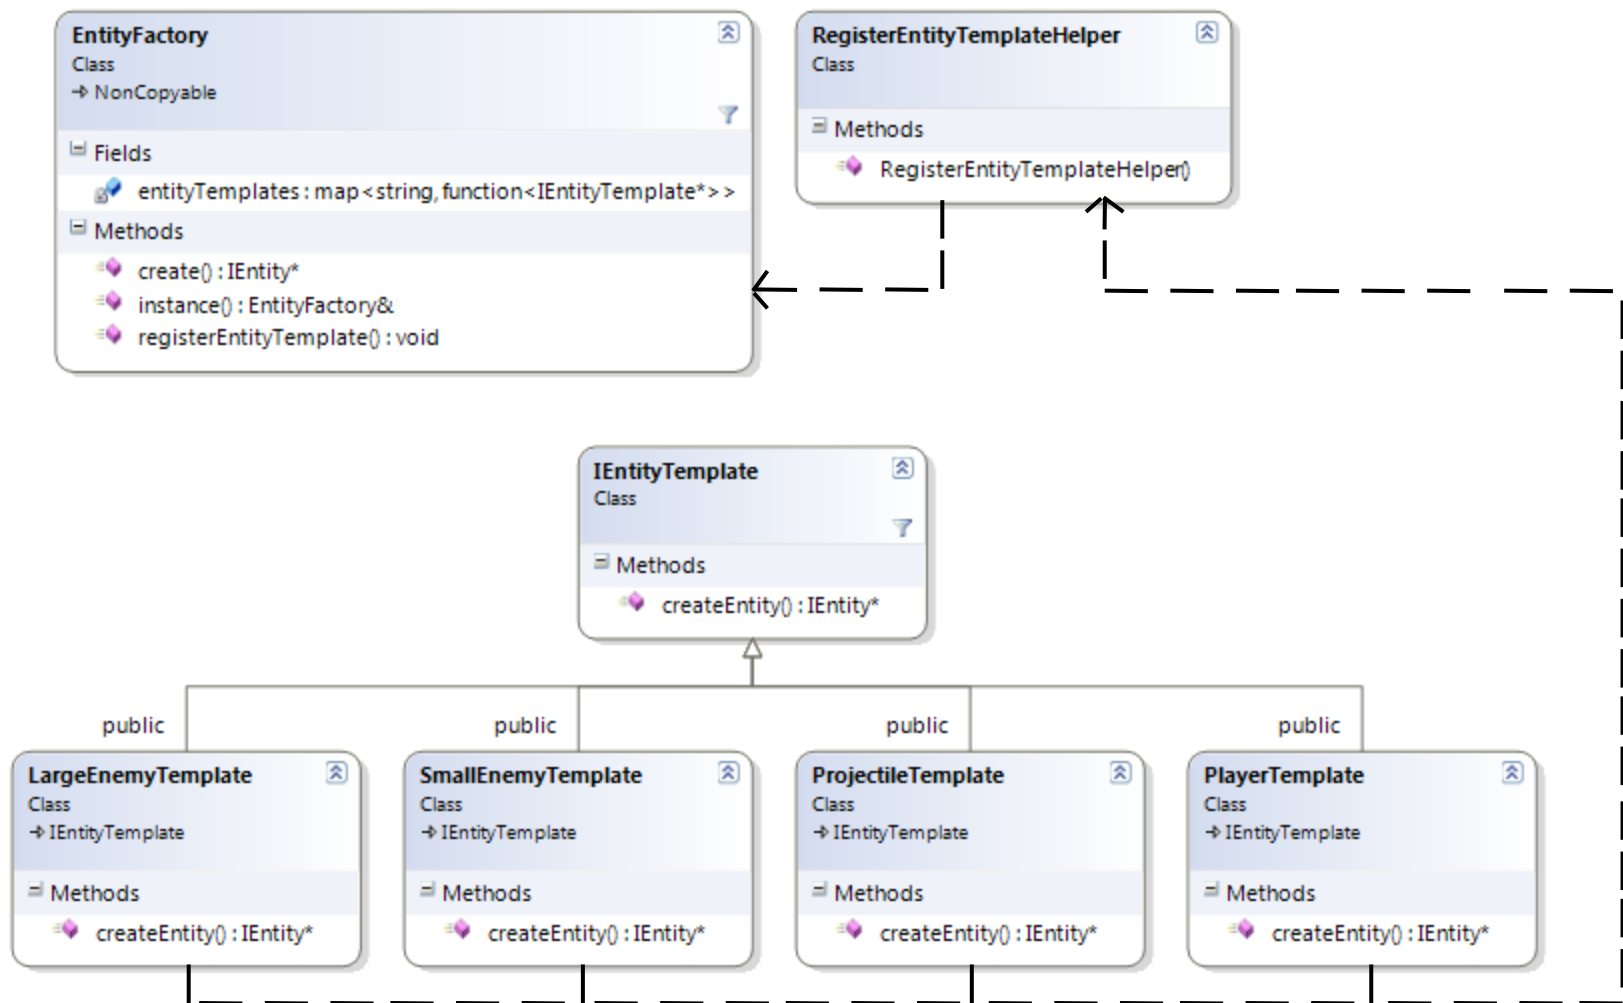 EntityFactory
Class
NonCopyable
Fields
entityTemplates : map<string, function<IEntityTemplate*>>
Methods
create() : IEntity*
instance() : EntityFactory&
registerEntityTemplate() : void
RegisterEntityTemplateHelper
Class
Methods
RegisterEntityTemplateHelper()
IEntityTemplate
Class
Methods
createEntity() : IEntity*
public
public
public
public
LargeEnemyTemplate
Class
IEntityTemplate
Methods
createEntity() : IEntity*
SmallEnemyTemplate
Class
IEntityTemplate
Methods
createEntity() : IEntity*
ProjectileTemplate
Class
IEntityTemplate
Methods
createEntity() : IEntity*
PlayerTemplate
Class
IEntityTemplate
Methods
createEntity() : IEntity*